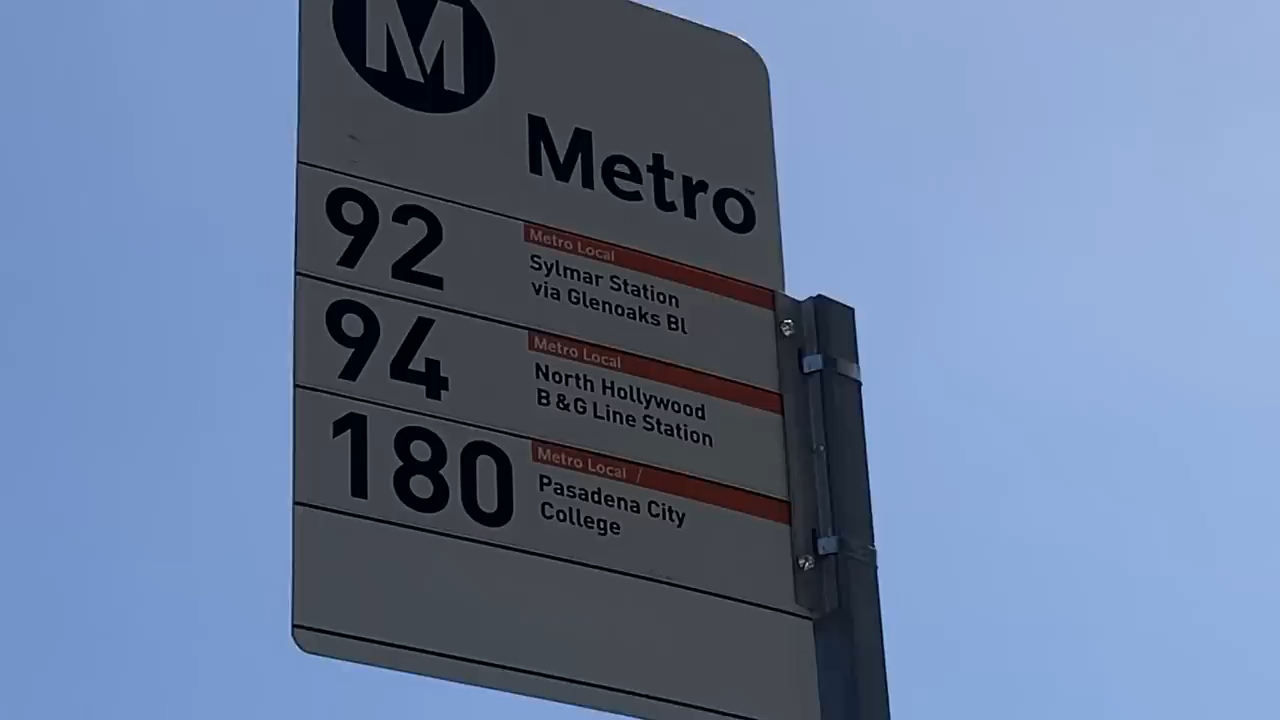 M
Metro™
92
Metro Local
Sylmar Station
via Glenoaks Bl
94
Metro Local
North Hollywood
B & G Line Station
180
Metro Local /
Pasadena City
College